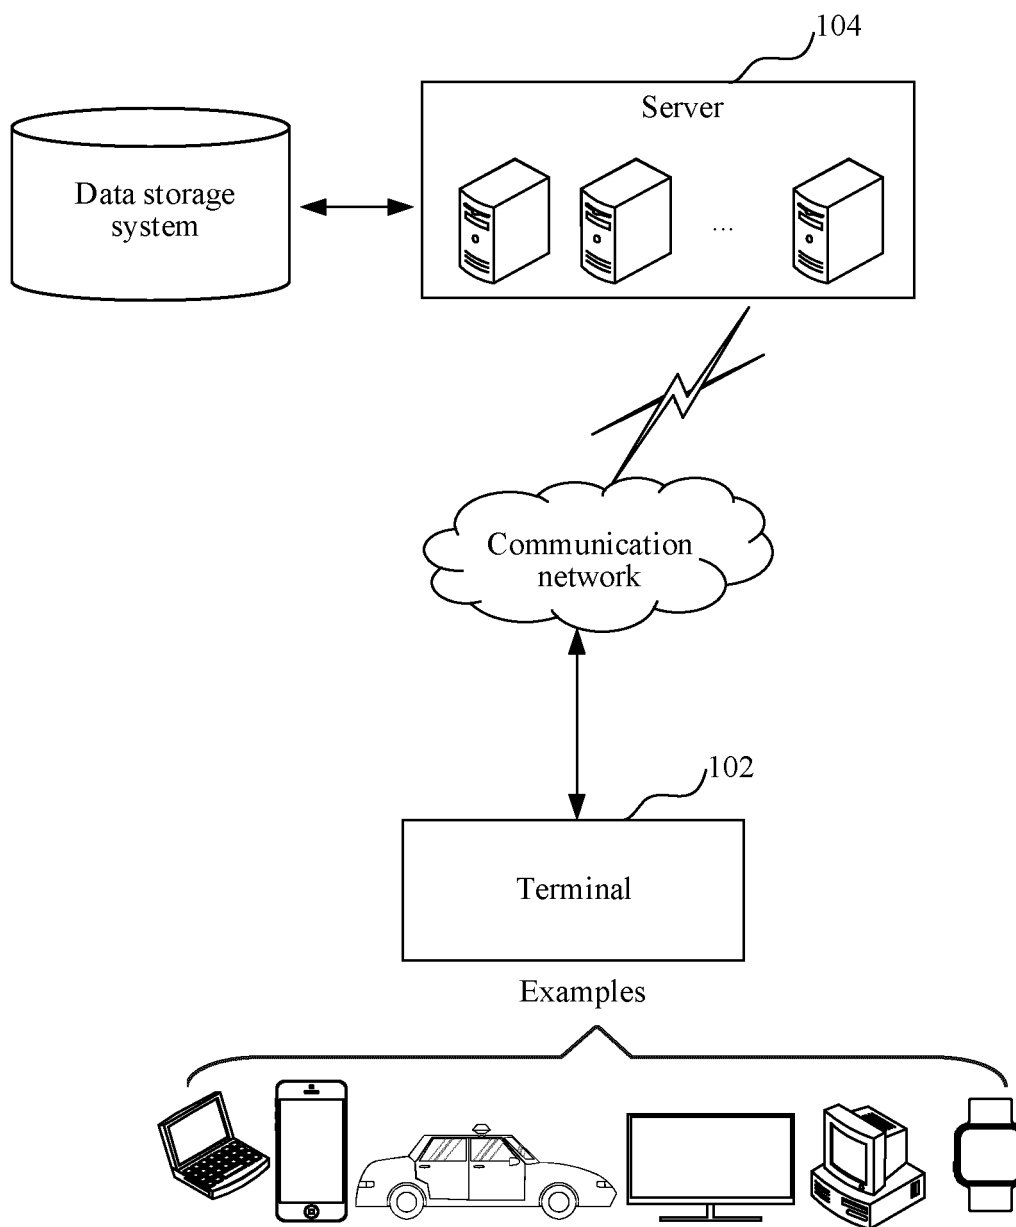 104
Server
Data storage
system
...
Communication
network
102
Terminal
Examples